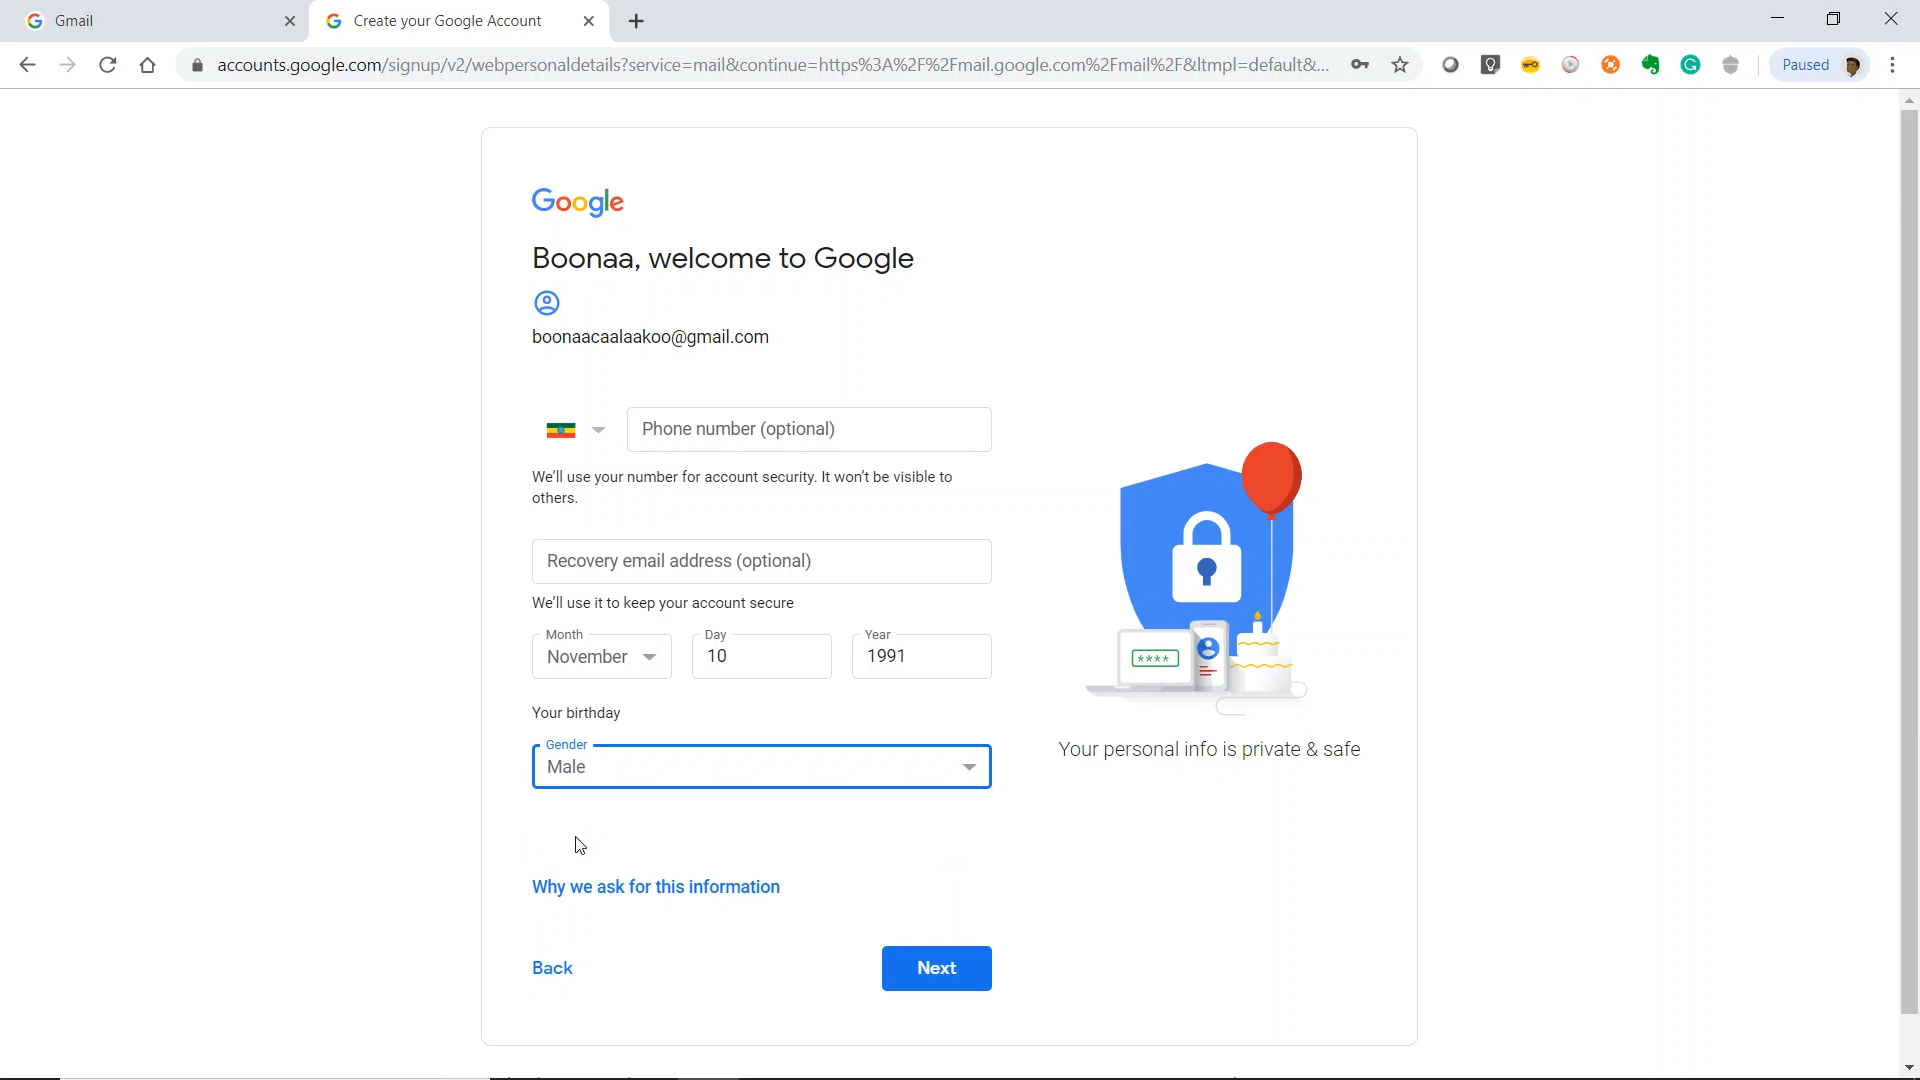 Gmail
Create your Google Account
accounts.google.com/signup/v2/webpersonaldetails?service=mail&continue=https%3A%2F%2Fmail.google.com%2Fmail%2F&ltmpl=default&...
Paused
Google
Boonaa, welcome to Google
boonaacaalaakoo@gmail.com
Phone number (optional)
We'll use your number for account security. It won't be visible to
others.
Recovery email address (optional)
We'll use it to keep your account secure
Month
Day
Year
November
10
1991
Your birthday
Gender
Male
****
Your personal info is private & safe
Why we ask for this information
Back
Next